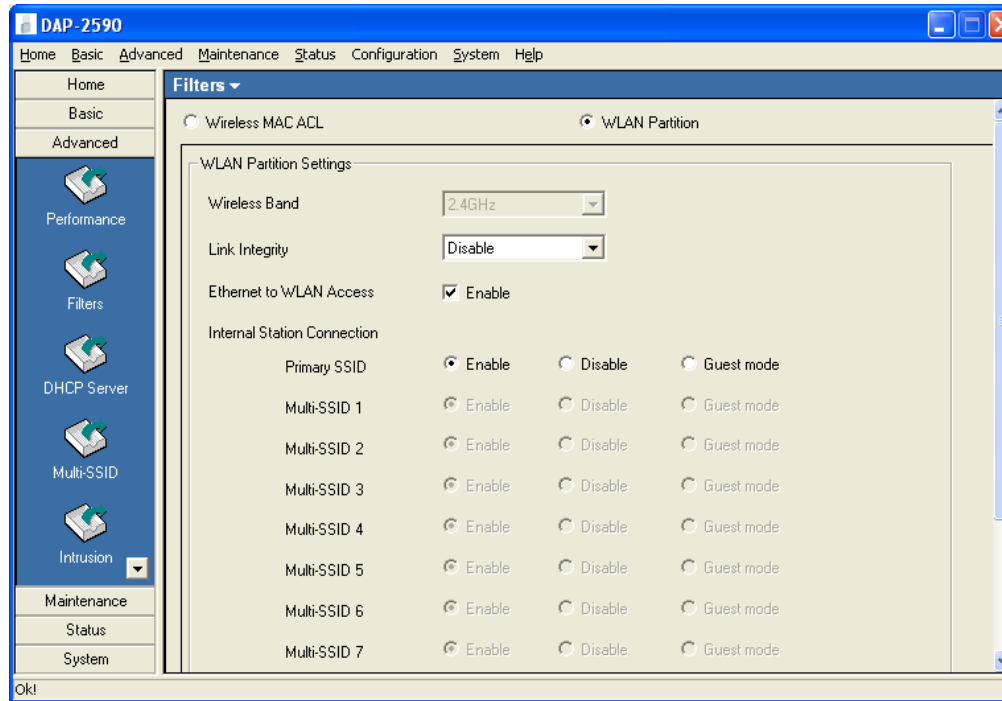 DAP-2590
Home Basic Advanced Maintenance Status Configuration System Help
Home
Basic
Advanced
Performance
Filters
DHCP Server
Multi-SSID
Intrusion
Maintenance
Status
System
Filters
Wireless MAC ACL WLAN Partition
WLAN Partition Settings
Wireless Band 2.4GHz
Link Integrity Disable
Ethernet to WLAN Access Enable
Internal Station Connection
Primary SSID Enable Disable Guest mode
Multi-SSID 1 Enable Disable Guest mode
Multi-SSID 2 Enable Disable Guest mode
Multi-SSID 3 Enable Disable Guest mode
Multi-SSID 4 Enable Disable Guest mode
Multi-SSID 5 Enable Disable Guest mode
Multi-SSID 6 Enable Disable Guest mode
Multi-SSID 7 Enable Disable Guest mode
Ok!